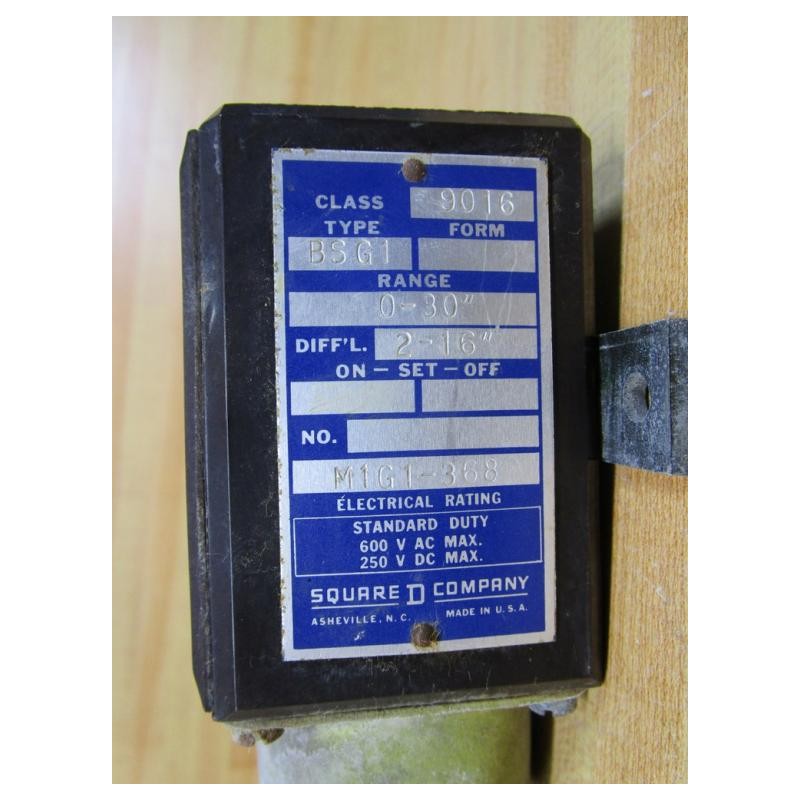 CLASS 9016
TYPE FORM
BSG1
RANGE
0-30"
DIFF'L. 2-16"
ON - SET - OFF
NO.
M1G1-368
ELECTRICAL RATING
STANDARD DUTY
600 V AC MAX.
250 V DC MAX.
SQUARE D COMPANY
ASHEVILLE, N.C. MADE IN U.S.A.